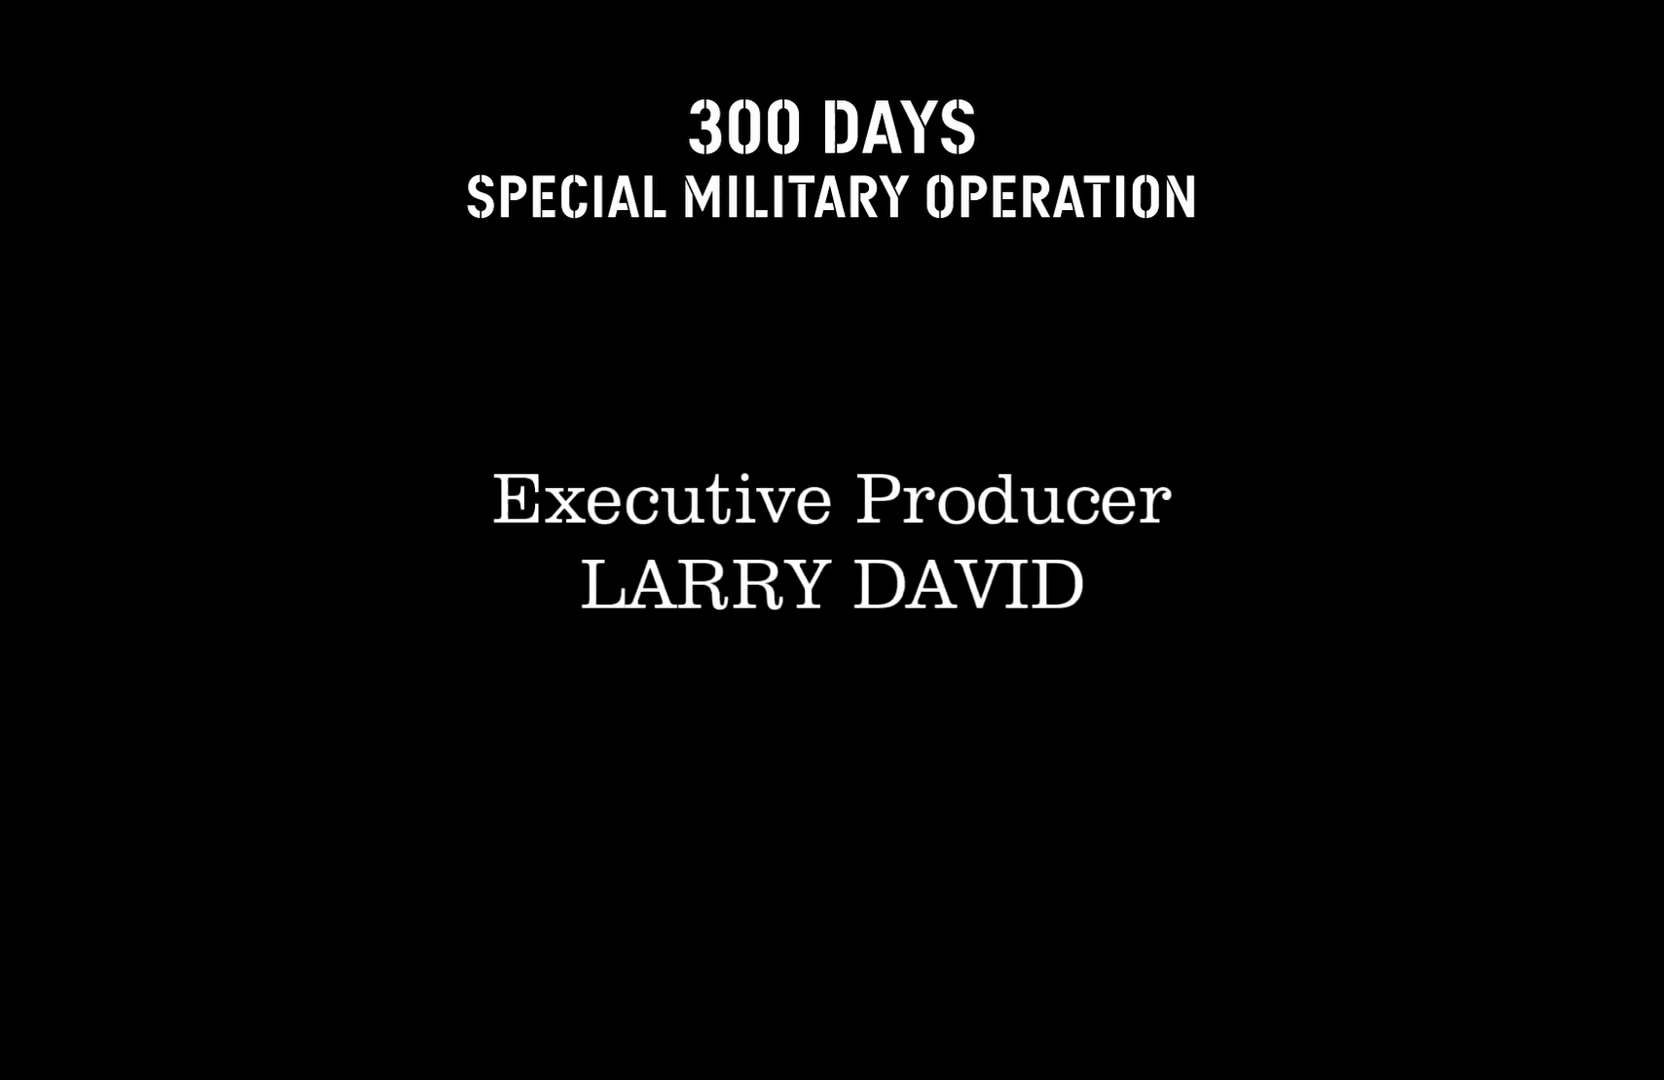 300 DAYS
SPECIAL MILITARY OPERATION
Executive Producer
LARRY DAVID